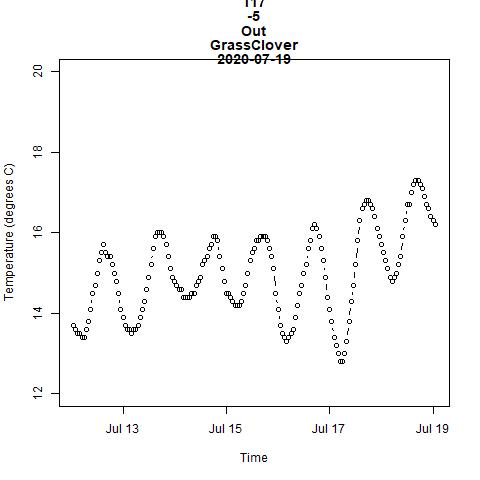 117
-5
Out
GrassClover
2020-07-19
Temperature (degrees C)
20
18
16
14
12
Jul 13
Jul 15
Jul 17
Jul 19
Time